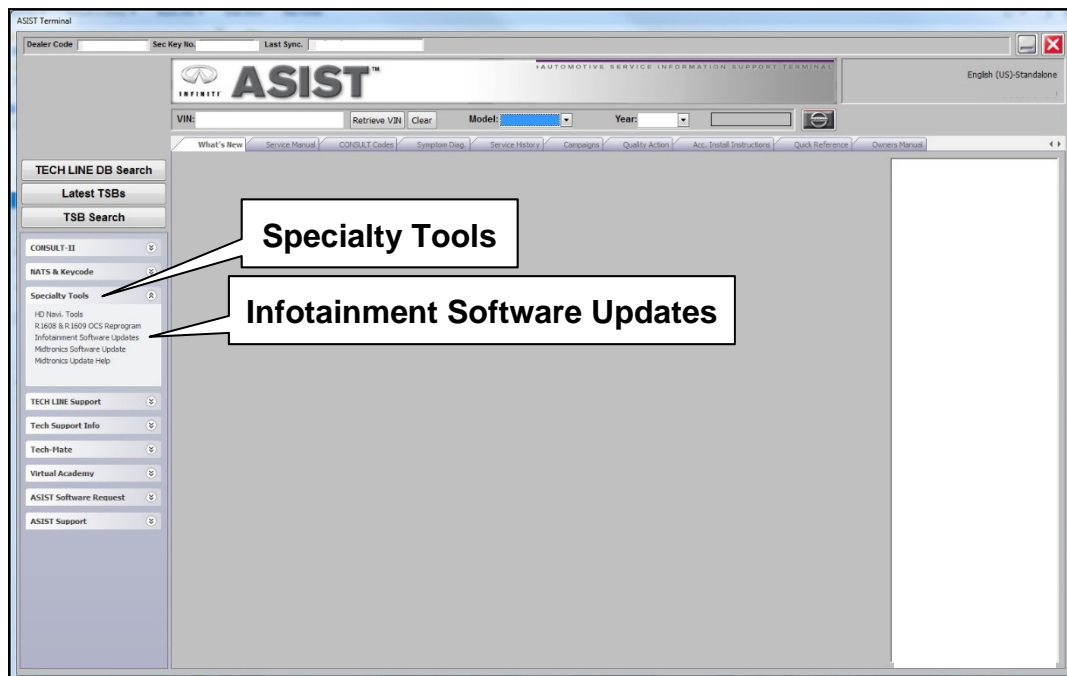 ASIST Terminal
Dealer Code Sec Key No. Last Sync.
INFINITI ASIST™
AUTOMOTIVE SERVICE INFORMATION SUPPORT TERMINAL
English (US)-Standalone
VIN: Retrieve VIN Clear Model: Year:
What's New Service Manual CONSULT Codes Symptom Diag. Service History Campaigns Quality Action Acc. Install Instructions Quick Reference Owners Manual
TECH LINE DB Search
Latest TSBs
TSB Search
CONSULT-II
NATS & Keycode
Specialty Tools
HD Navi. Tools
R1608 & R1609 OCS Reprogram
Infotainment Software Updates
Midtronics Software Update
Midtronics Update Help
TECH LINE Support
Tech Support Info
Tech-Mate
Virtual Academy
ASIST Software Request
ASIST Support
Specialty Tools
Infotainment Software Updates